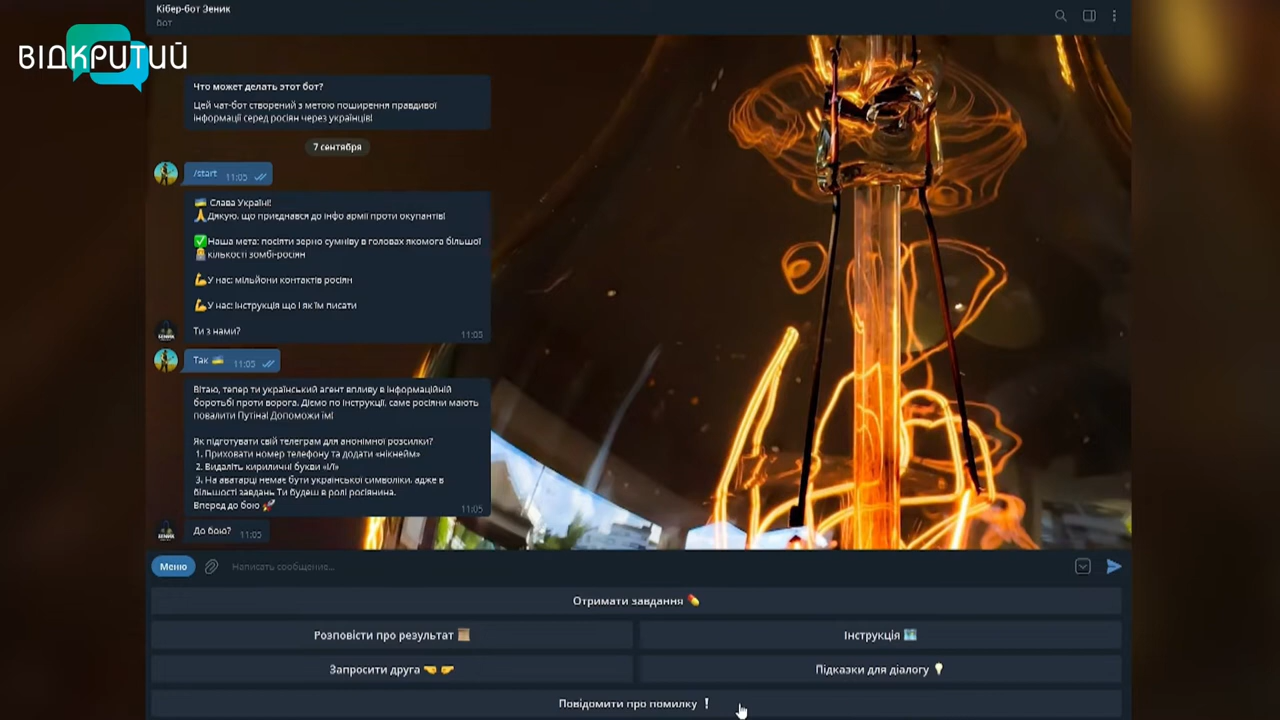 Кібер-бот Зеник
бот
ВІДКРИТИЙ
Что может делать этот бот?
Цей чат-бот створений з метою поширення правдивої
інформації серед росіян через українців!
7 сентября
/start 11:05
🇺🇦 Слава Україні!
🙏Дякую, що приєднався до інфо армії проти окупантів!
✅Наша мета: посіяти зерно сумніву в головах якомога більшої
🧟кількості зомбі-росіян
💪У нас: мільйони контактів росіян
💪У нас: інструкція що і як їм писати
Ти з нами?
11:05
Так 🇺🇦 11:05
Вітаю, тепер ти український агент впливу в інформаційній
боротьбі проти ворога. Діємо по інструкції, саме росіяни мають
повалити Путіна! Допоможи їм!
Як підготувати свій телеграм для анонімної розсилки?
1. Приховати номер телефону та додати «нікнейм»
2. Видаліть кириличні букви «і/ї»
3. На аватарці немає бути української символіки, адже в
більшості завдань Ти будеш в ролі росіянина.
Вперед до бою 🚀
11:05
До бою? 11:05
Меню
Написать сообщение...
Отримати завдання 💊
Розповісти про результат 📜
Інструкція 🗺
Запросити друга 🤜 🤛
Підказки для діалогу 💡
Повідомити про помилку ❗